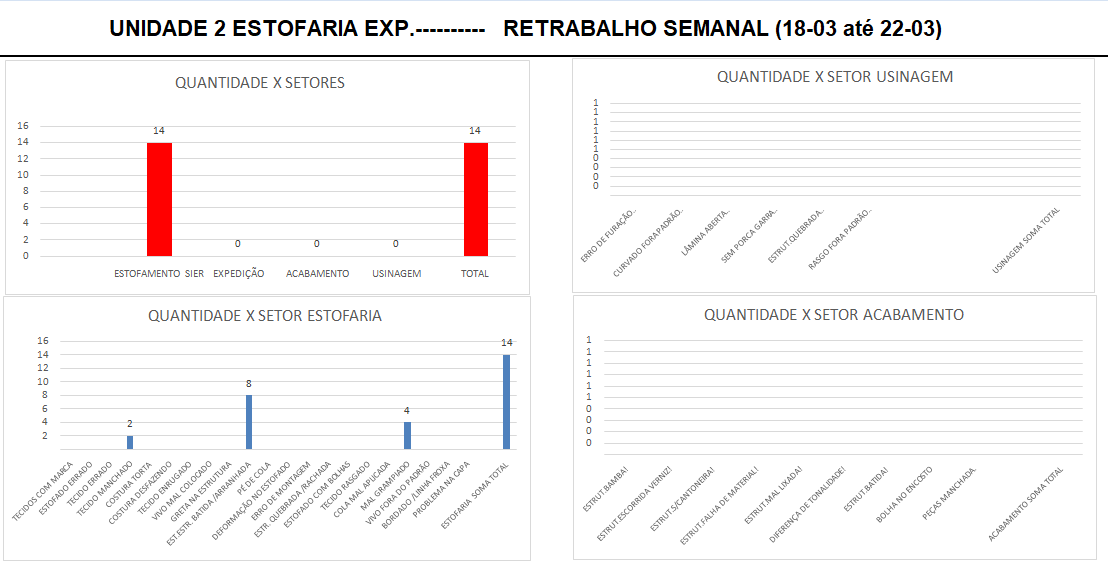 UNIDADE 2 ESTOFARIA EXP.---------- RETRABALHO SEMANAL (18-03 até 22-03)
QUANTIDADE X SETORES
16
14
12
10
8
6
4
2
0
14
0
0
0
14
ESTOFAMENTO SIER
EXPEDIÇÃO
ACABAMENTO
USINAGEM
TOTAL
QUANTIDADE X SETOR USINAGEM
1
1
1
1
1
1
0
0
0
0
ERRO DE FURAÇÃO..
CURVADO FORA PADRÃO..
LÂMINA ABERTA..
SEM PORCA GARRA..
ESTRUT.QUEBRADA..
RASGO FORA PADRÃO..
USINAGEM SOMA TOTAL
QUANTIDADE X SETOR ESTOFARIA
16
14
12
10
8
6
4
2
2
8
4
14
TECIDOS COM MARCA
ESTOFADO ERRADO
TECIDO ERRADO
TECIDO MANCHADO
COSTURA TORTA
COSTURA DESFAZENDO
TECIDO ENRUGADO
VIVO MAL COLOCADO
GRETA NA ESTRUTURA
EST.ESTR. BATIDA /ARRANHADA
PÉ DE COLA
DEFORMAÇÃO NO ESTOFADO
ERRO DE MONTAGEM
ESTR. QUEBRADA /RACHADA
ESTOFADO COM BOLHAS
TECIDO RASGADO
COLA MAL APLICADA
MAL GRAMPIADO
VIVO FORA DO PADRÃO
BORDADO /LINHA FROXA
PROBLEMA NA CAPA
ESTOFARIA SOMA TOTAL
QUANTIDADE X SETOR ACABAMENTO
1
1
1
1
1
1
0
0
0
0
ESTRUT.BAMBA!
ESTRUT.ESCORRIDA VERNIZ!
ESTRUT.S/CANTONEIRA!
ESTRUT.FALHA DE MATERIAL!
ESTRUT.MAL LIXADA!
DIFERENÇA DE TONALIDADE!
ESTRUT.BATIDA!
BOLHA NO ENCOSTO
PEÇAS MANCHADA.
ACABAMENTO SOMA TOTAL